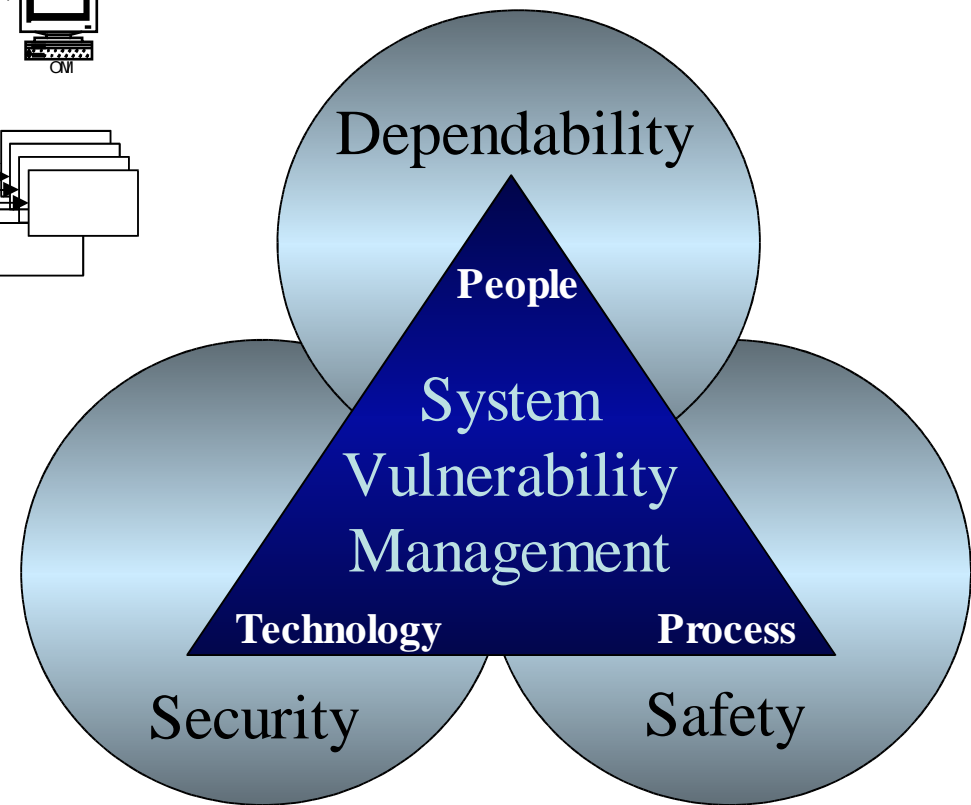 Dependability
People
System
Vulnerability
Management
Technology Process
Security Safety